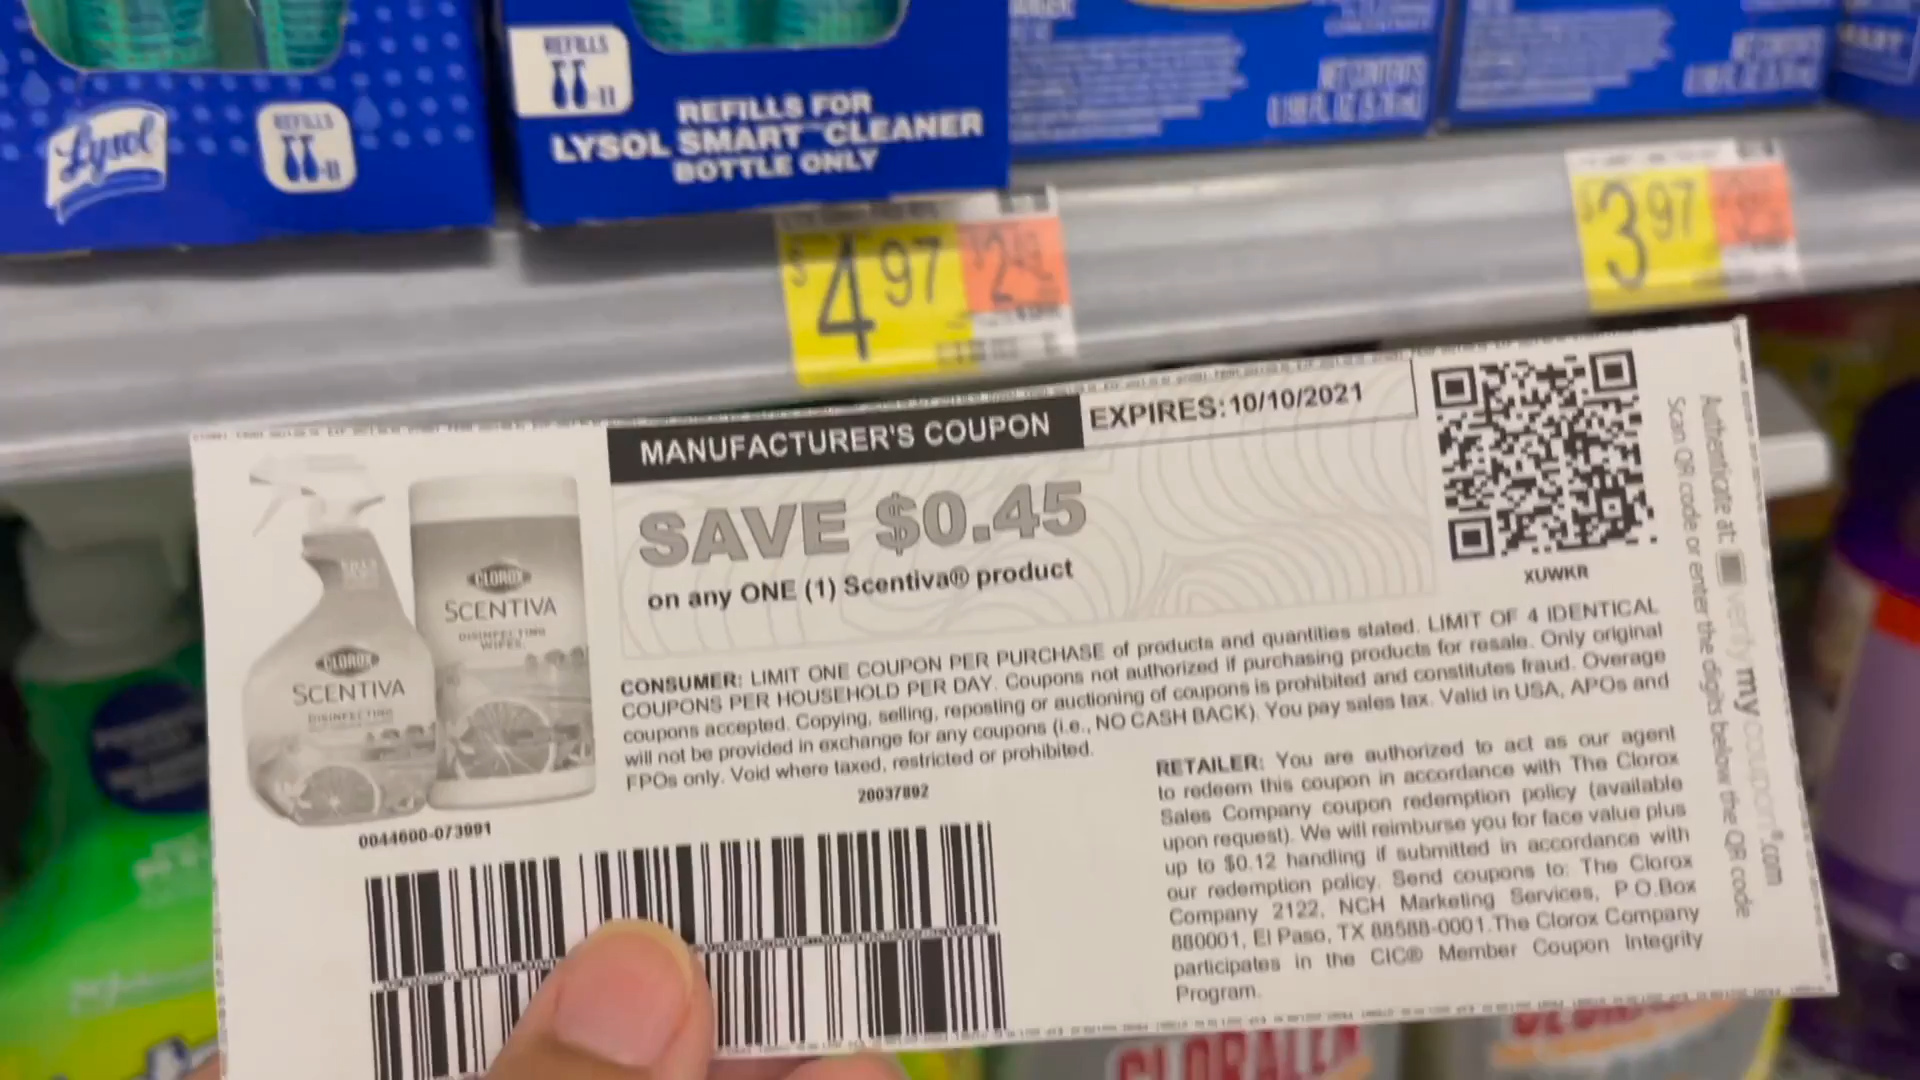 Lysol
REFILLS
REFILLS
REFILLS FOR
LYSOL SMART CLEANER
BOTTLE ONLY
$4.97
$3.97
MANUFACTURER'S COUPON
EXPIRES: 10/10/2021
SAVE $0.45
on any ONE (1) Scentiva® product
XUWKR
CLOROX
SCENTIVA
DISINFECTING
WIPES
CLOROX
SCENTIVA
DISINFECTING
CONSUMER: LIMIT ONE COUPON PER PURCHASE of products and quantities stated. LIMIT OF 4 IDENTICAL
COUPONS PER HOUSEHOLD PER DAY. Coupons not authorized if purchasing products for resale. Only original
coupons accepted. Copying, selling, reposting or auctioning of coupons is prohibited and constitutes fraud. Overage
will not be provided in exchange for any coupons (i.e., NO CASH BACK). You pay sales tax. Valid in USA, APOs and
FPOs only. Void where taxed, restricted or prohibited.
20037892
0044600-073991
RETAILER: You are authorized to act as our agent
to redeem this coupon in accordance with The Clorox
Sales Company coupon redemption policy (available
upon request). We will reimburse you for face value plus
up to $0.12 handling if submitted in accordance with
our redemption policy. Send coupons to: The Clorox
Company 2122, NCH Marketing Services, P.O.Box
880001, El Paso, TX 88588-0001.The Clorox Company
participates in the CIC® Member Coupon Integrity
Program.
Authenticate at: verify my coupon®.com
Scan QR code or enter the digits below the QR code
CLORALEN